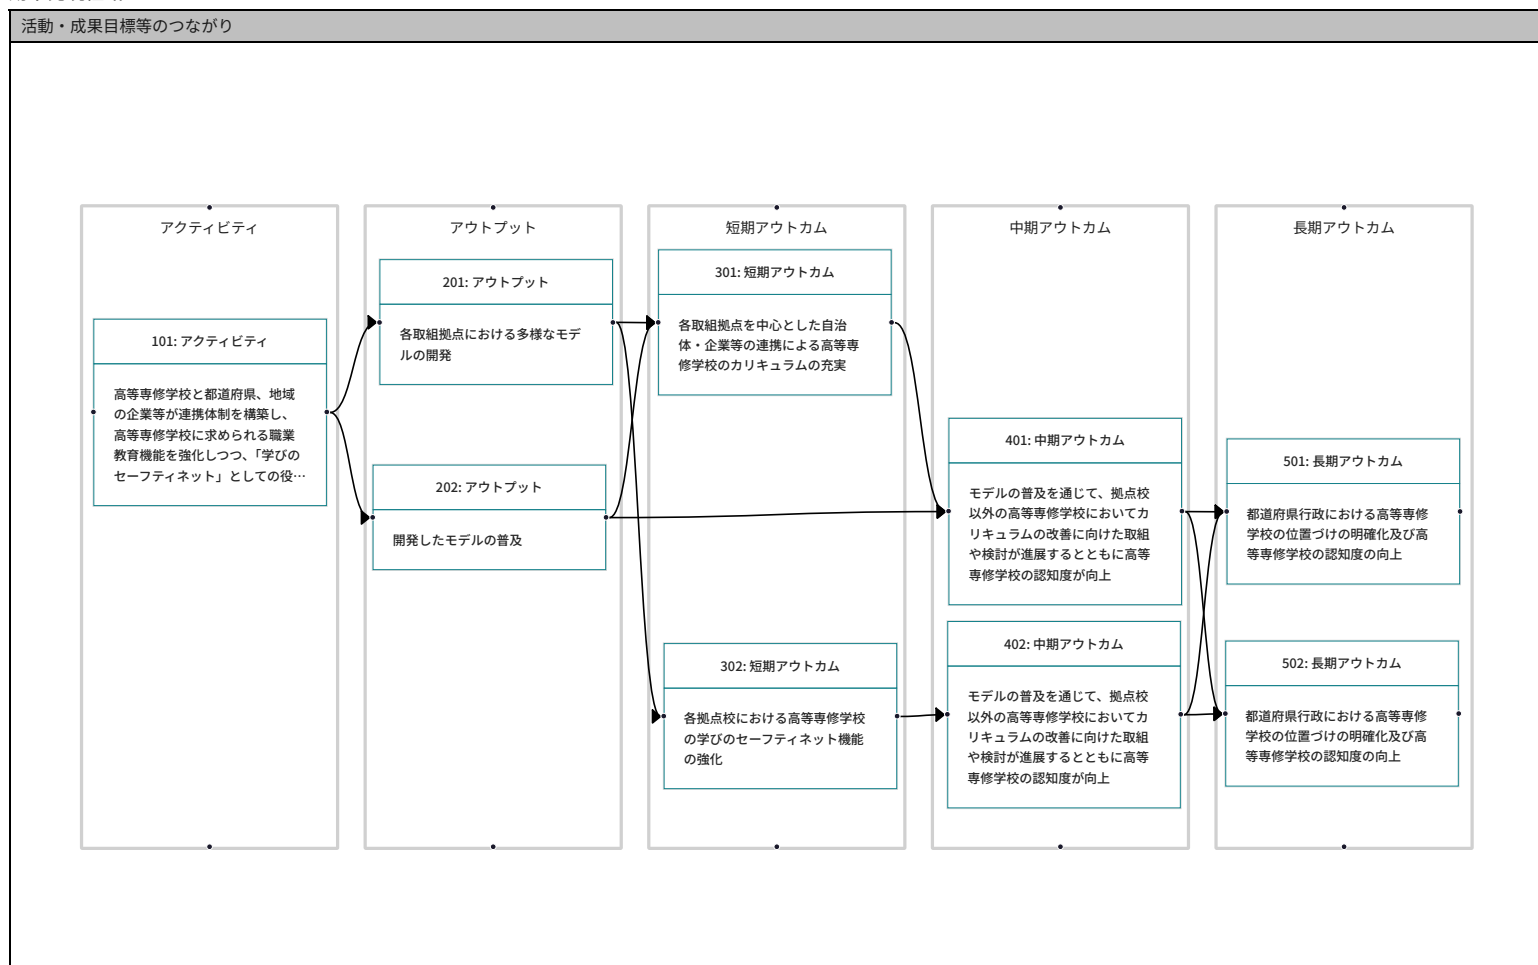 活動・成果目標等のつながり
アクティビティ
101: アクティビティ
高等専修学校と都道府県、地域
の企業等が連携体制を構築し、
高等専修学校に求められる職業
教育機能を強化しつつ、「学びの
セーフティネット」としての役…
アウトプット
201: アウトプット
各取組拠点における多様なモデ
ルの開発
202: アウトプット
開発したモデルの普及
短期アウトカム
301: 短期アウトカム
各取組拠点を中心とした自治
体・企業等の連携による高等専
修学校のカリキュラムの充実
302: 短期アウトカム
各拠点校における高等専修学校
の学びのセーフティネット機能
の強化
中期アウトカム
401: 中期アウトカム
モデルの普及を通じて、拠点校
以外の高等専修学校においてカ
リキュラムの改善に向けた取組
や検討が進展するとともに高等
専修学校の認知度が向上
402: 中期アウトカム
モデルの普及を通じて、拠点校
以外の高等専修学校においてカ
リキュラムの改善に向けた取組
や検討が進展するとともに高等
専修学校の認知度が向上
長期アウトカム
501: 長期アウトカム
都道府県行政における高等専修
学校の位置づけの明確化及び高
等専修学校の認知度の向上
502: 長期アウトカム
都道府県行政における高等専修
学校の位置づけの明確化及び高
等専修学校の認知度の向上